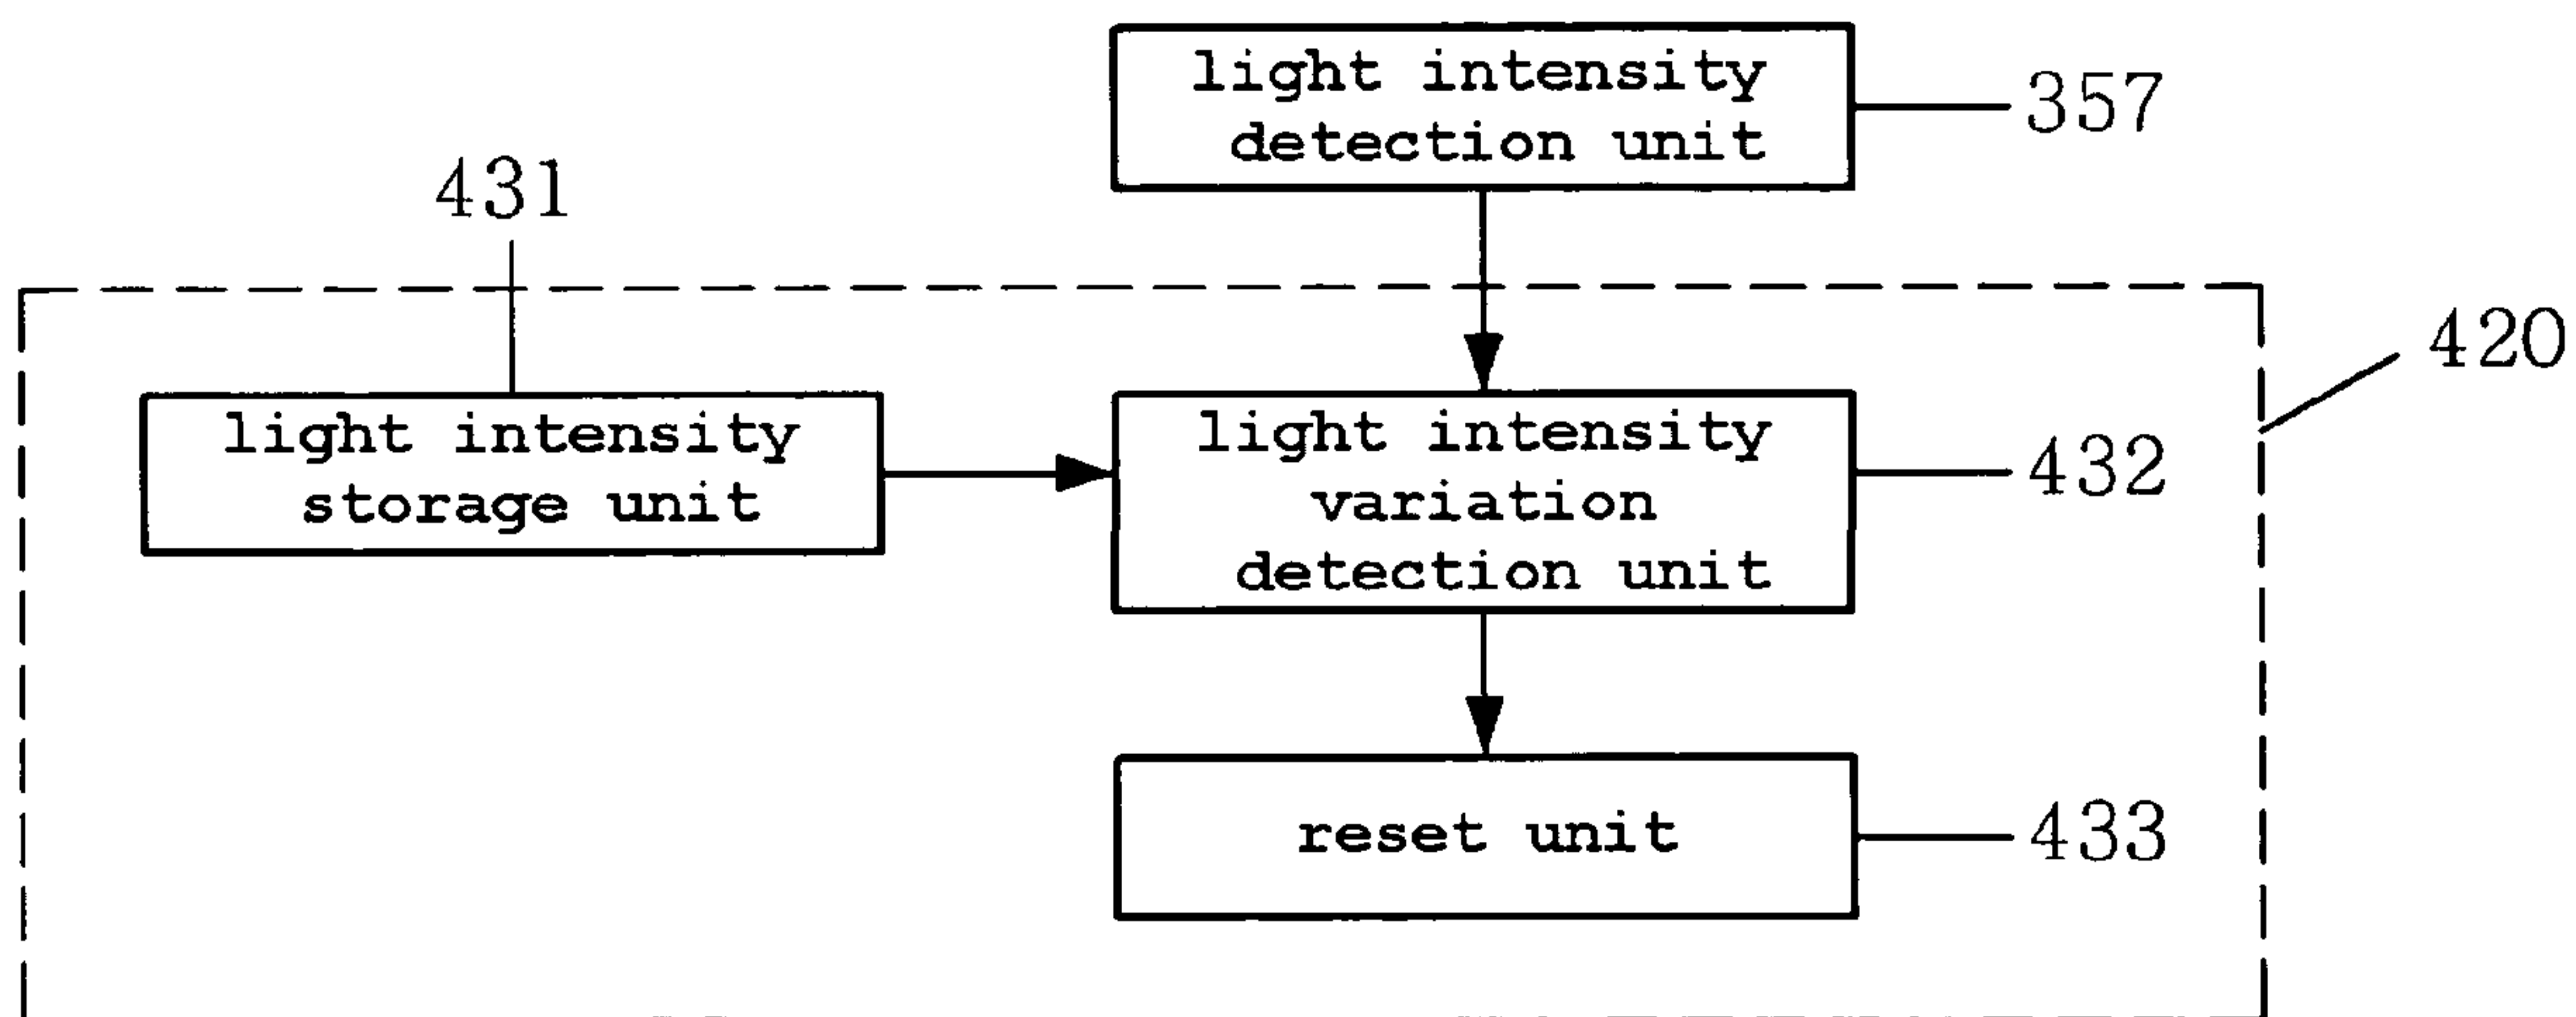 light intensity
detection unit
357
431
420
light intensity
storage unit
light intensity
variation
detection unit
432
reset unit
433